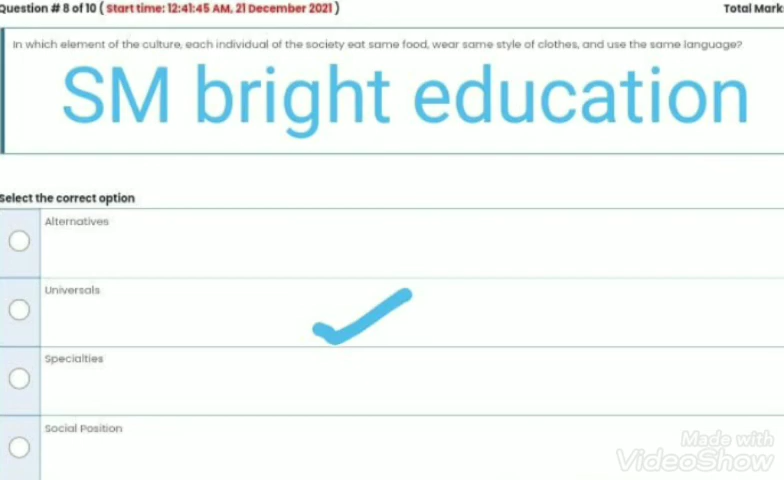 Question # 8 of 10 ( Start time: 12:41:45 AM, 21 December 2021 ) Total Mark
In which element of the culture, each individual of the society eat same food, wear same style of clothes, and use the same language?
SM bright education
Select the correct option
Alternatives
Universals
Specialties
Social Position
Made with
VideoShow